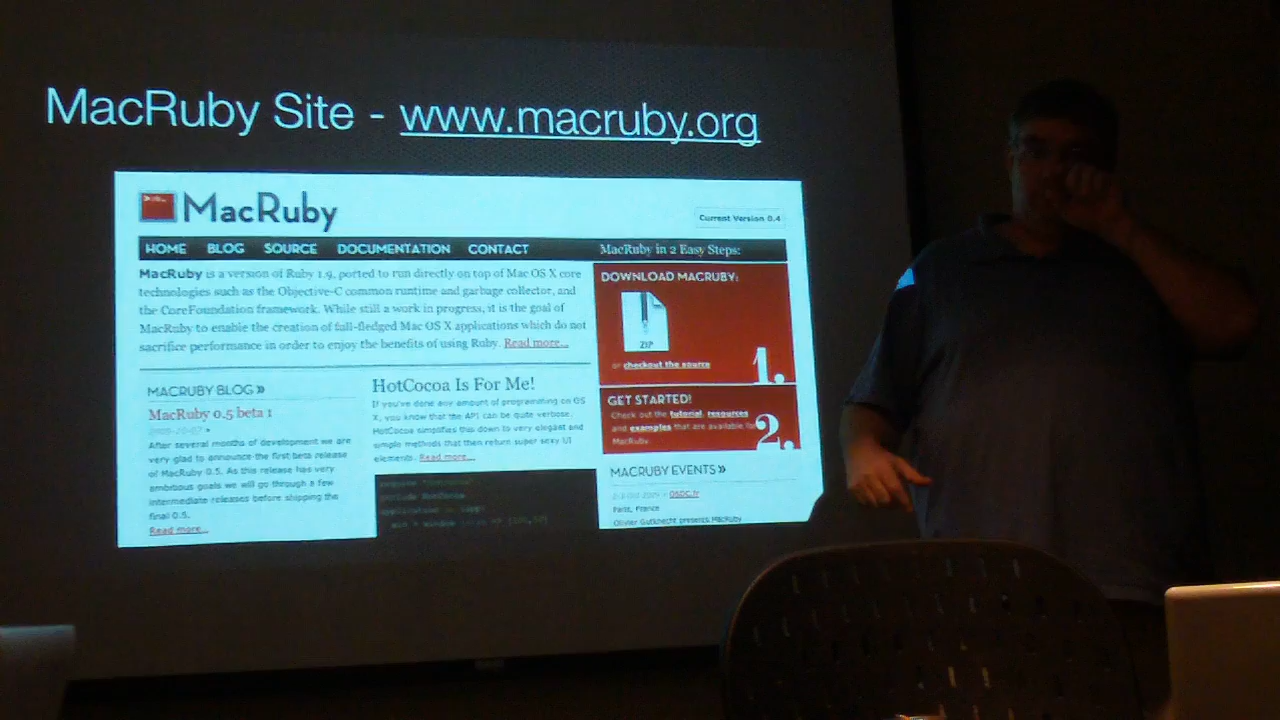 MacRuby Site - www.macruby.org
MacRuby
Current Version 0.4
HOME BLOG SOURCE DOCUMENTATION CONTACT
MacRuby in 2 Easy Steps:
MacRuby is a version of Ruby 1.9, ported to run directly on top of Mac OS X core
technologies such as the Objective-C common runtime and garbage collector, and
the CoreFoundation framework. While still a work in progress, it is the goal of
MacRuby to enable the creation of full-fledged Mac OS X applications which do not
sacrifice performance in order to enjoy the benefits of using Ruby. Read more...
DOWNLOAD MACRUBY:
ZIP
or checkout the source
1.
MACRUBY BLOG »
MacRuby 0.5 beta 1
After several months of development we are
very glad to announce the first beta release
of MacRuby 0.5. As this release has very
ambitious goals we will go through a few
intermediate releases before shipping the
final 0.5.
Read more...
HotCocoa Is For Me!
If you've done any amount of programming on OS
X, you know that the API can be quite verbose.
HotCocoa simplifies this down to very elegant and
simple methods that then return super sexy UI
elements. Read more...
include HotCocoa
GET STARTED!
Check out the tutorial, resources
and examples that are available for
MacRuby.
2.
MACRUBY EVENTS »
OSDC.fr
Paris, France
Olivier Gutknecht presents MacRuby